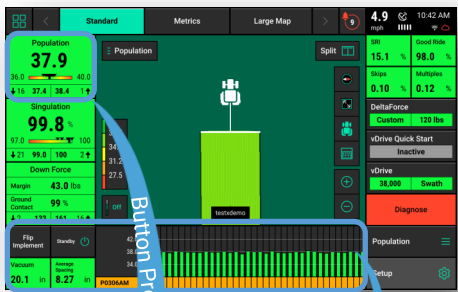 Standard
Metrics
Large Map
9
4.9
mph
10:42 AM
Population
37.9
36.0
40.0
16 37.4 38.4 1
Population
Split
SRI
15.1 %
Good Ride
98.0 %
Skips
0.10 %
Multiples
0.12 %
Singulation
99.8 %
97.0
100
21 99.0 100 2
DeltaForce
Custom
120 lbs
vDrive Quick Start
Inactive
31.2
27.5
Down Force
Margin 43.0 lbs
Ground Contact 99 %
Off
testxdemo
vDrive
38,000
Swath
Diagnose
Button Pr
Flip Implement
Standby
Vacuum
20.1 in
Average Spacing
8.27 in
42.
38.
34.
P0306AM
Population
Setup